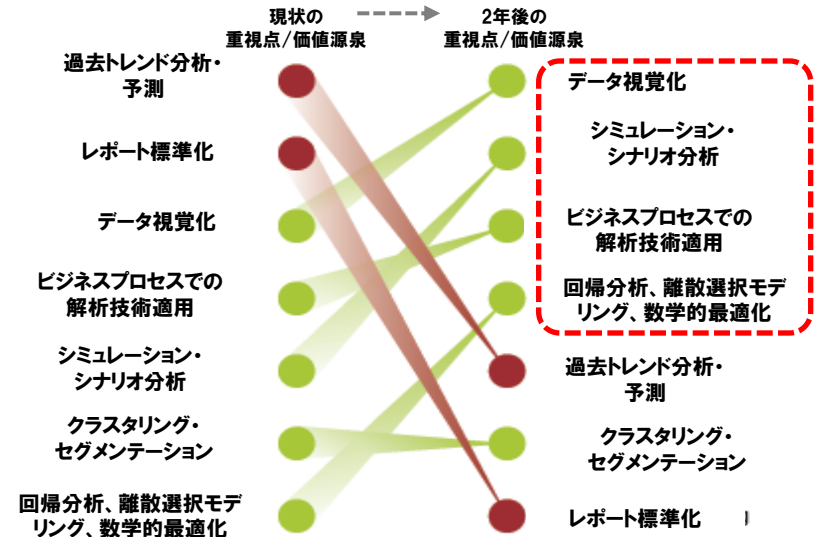 現状の
重視点/価値源泉
2年後の
重視点/価値源泉
過去トレンド分析・
予測
レポート標準化
データ視覚化
ビジネスプロセスでの
解析技術適用
シミュレーション・
シナリオ分析
クラスタリング・
セグメンテーション
回帰分析、離散選択モデ
リング、数学的最適化
データ視覚化
シミュレーション・
シナリオ分析
ビジネスプロセスでの
解析技術適用
回帰分析、離散選択モデ
リング、数学的最適化
過去トレンド分析・
予測
クラスタリング・
セグメンテーション
レポート標準化